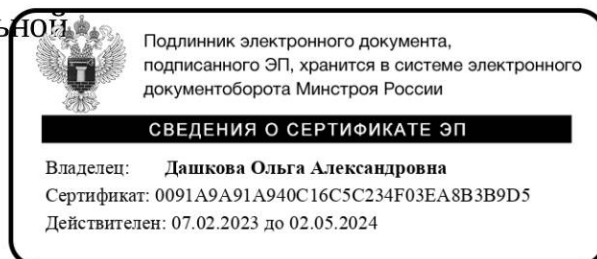 ьной
Подлинник электронного документа,
подписанного ЭП, хранится в системе электронного
документооборота Минстроя России
СВЕДЕНИЯ О СЕРТИФИКАТЕ ЭП
Владелец: Дашкова Ольга Александровна
Сертификат: 0091A9A91A940C16C5C234F03EA8B3B9D5
Действителен: 07.02.2023 до 02.05.2024